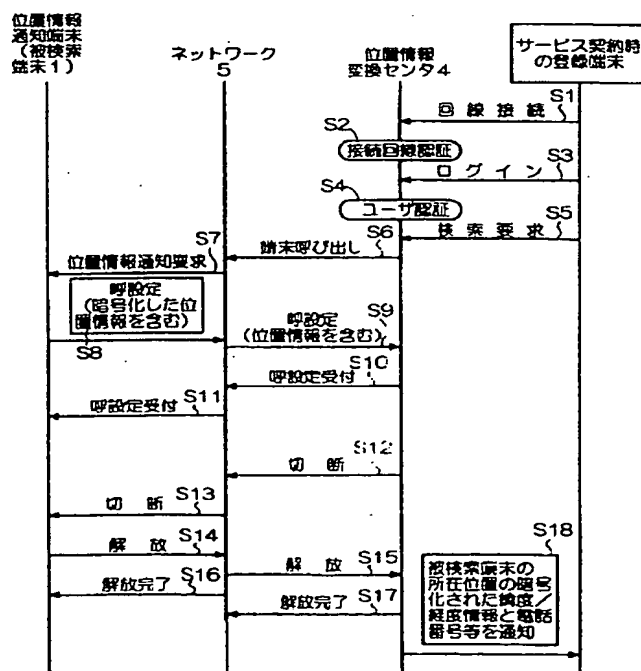 位置情報
通知端末
(被検索
端末1)
ネットワーク
5
位置情報
変換センタ4
サービス契約時
の登録端末
S1
回線接続
S2
接続回線認証
S3
ログイン
S4
ユーザ認証
S5
検索要求
S6
端末呼び出し
S7
位置情報通知要求
呼設定
(暗号化した位
置情報を含む)
S8
S9
呼設定
(位置情報を含む)
S10
呼設定受付
S11
呼設定受付
S12
切断
S13
切断
S14
解放
S15
解放
S16
解放完了
S17
解放完了
S18
被検索端末の
所在位置の暗号
化された緯度/
経度情報と電話
番号等を通知